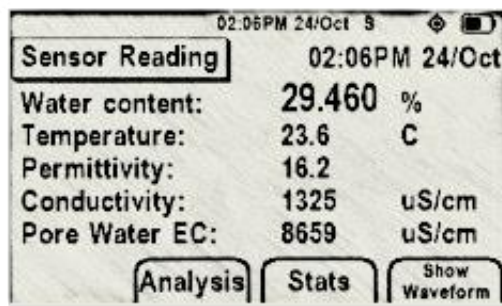 02:06PM 24/Oct S
Sensor Reading 02:06PM 24/Oct
Water content: 29.460 %
Temperature: 23.6 C
Permittivity: 16.2
Conductivity: 1325 uS/cm
Pore Water EC: 8659 uS/cm
Analysis Stats Show Waveform